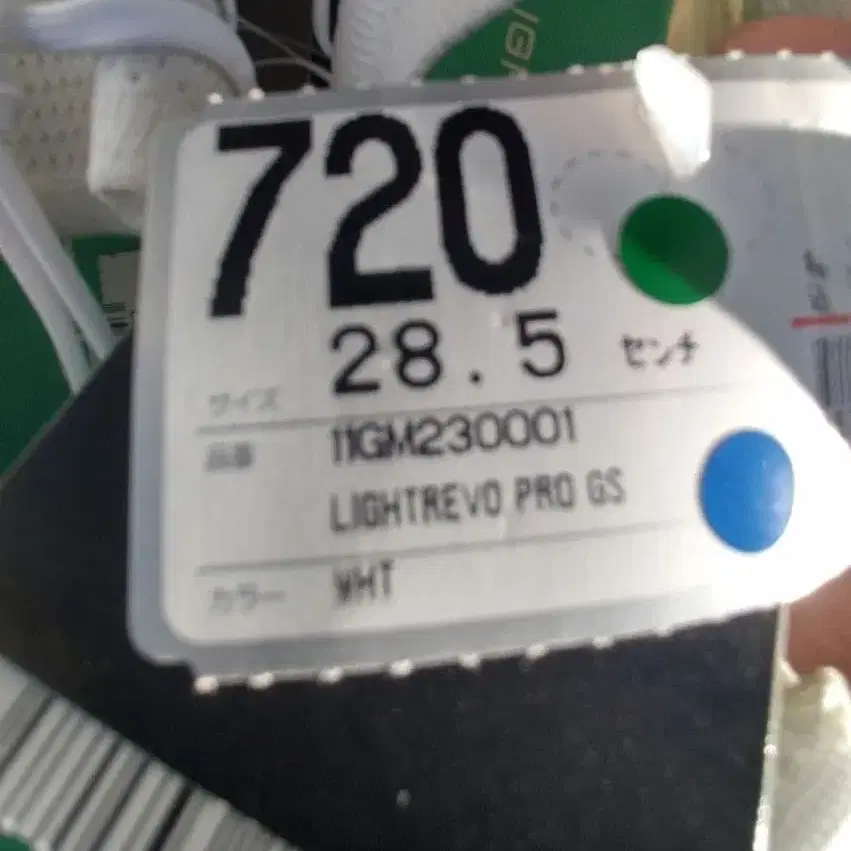 720
28.5 センチ
サイズ
品番 11GM230001
LIGHTREVO PRO GS
カラー WHT